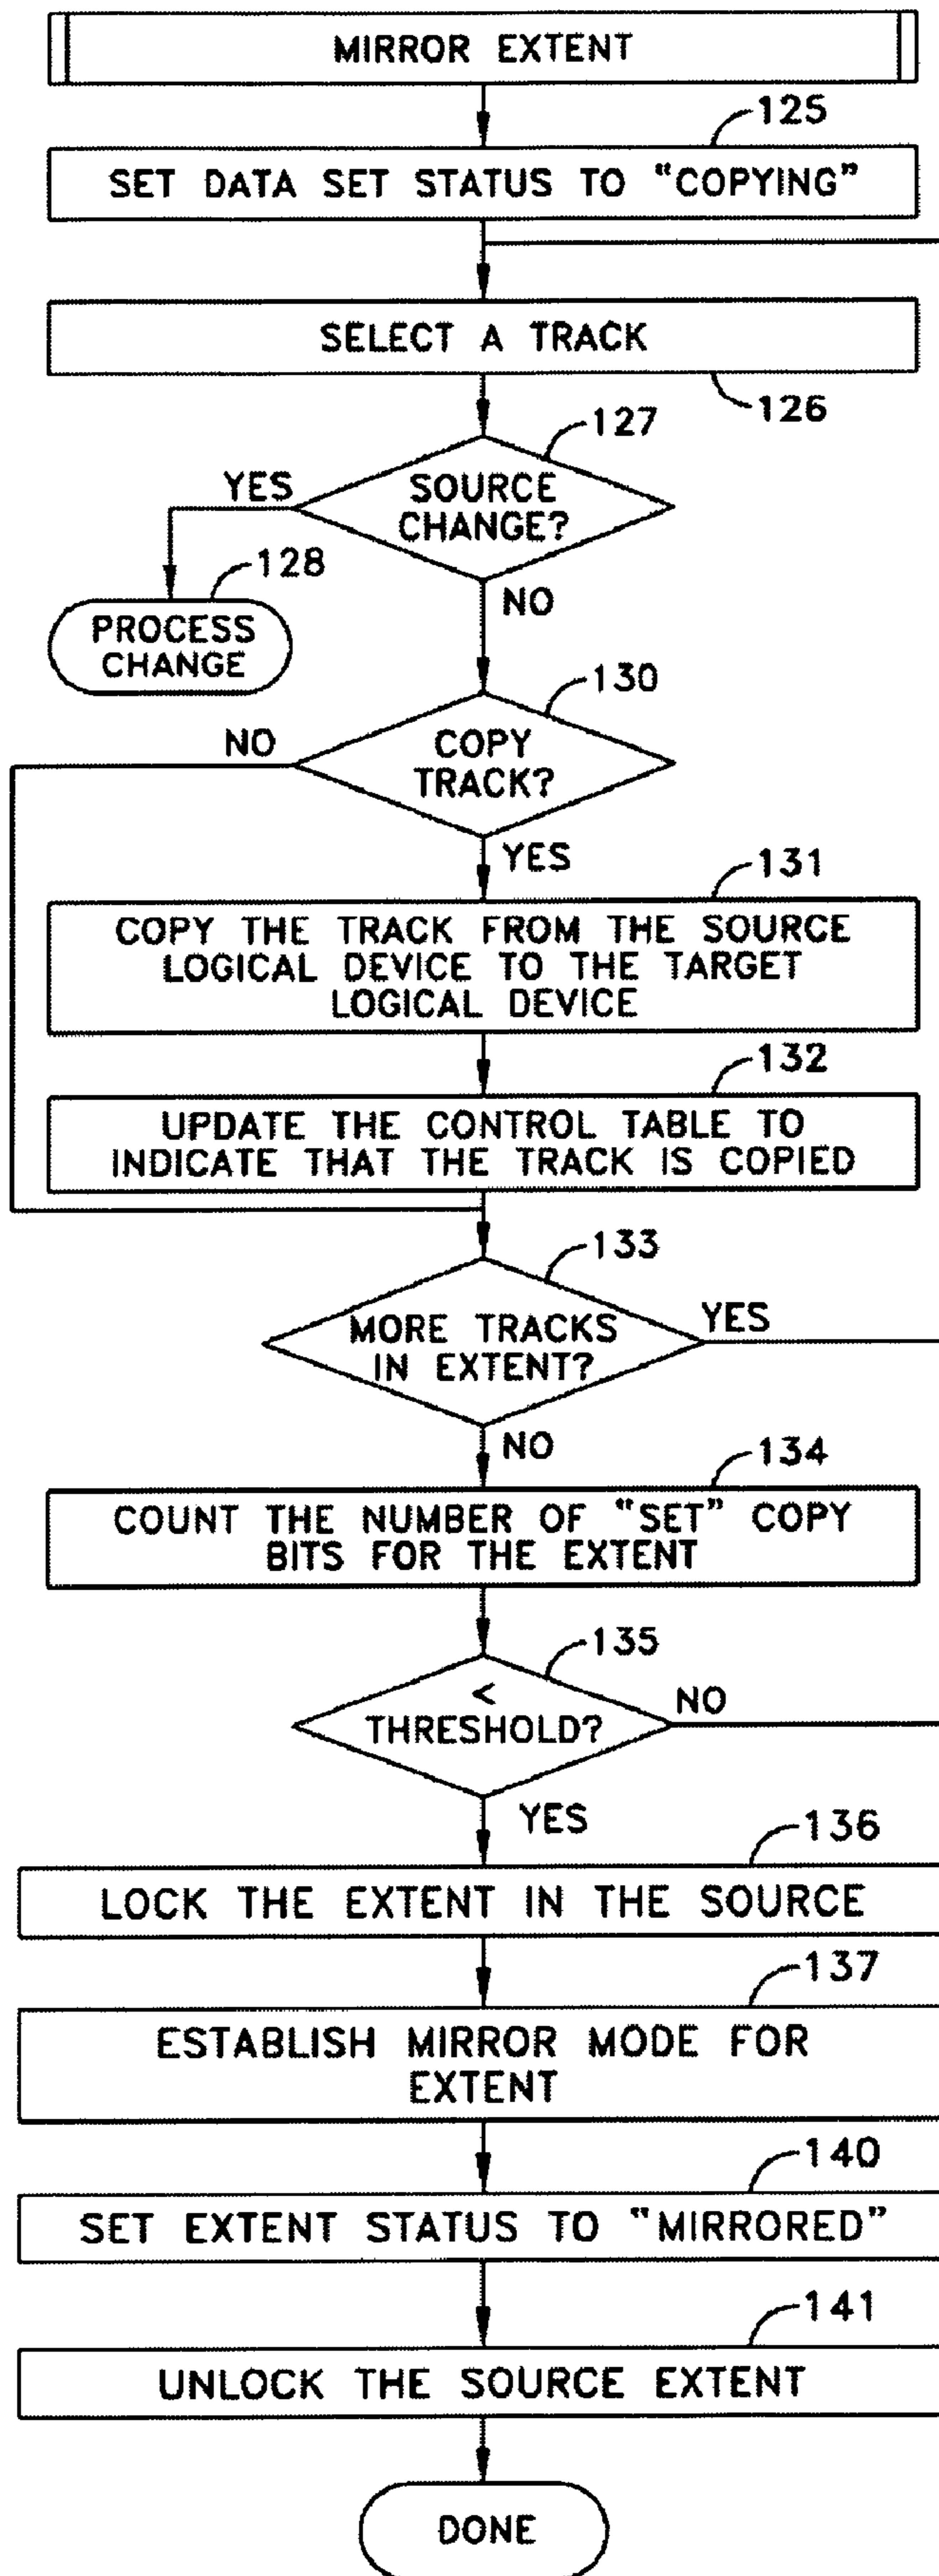 MIRROR EXTENT
125
SET DATA SET STATUS TO "COPYING"
SELECT A TRACK
126
127
YES
SOURCE
CHANGE?
128
NO
PROCESS
CHANGE
130
NO
COPY
TRACK?
YES
131
COPY THE TRACK FROM THE SOURCE
LOGICAL DEVICE TO THE TARGET
LOGICAL DEVICE
132
UPDATE THE CONTROL TABLE TO
INDICATE THAT THE TRACK IS COPIED
133
YES
MORE TRACKS
IN EXTENT?
NO
134
COUNT THE NUMBER OF "SET" COPY
BITS FOR THE EXTENT
135
<
THRESHOLD?
NO
YES
136
LOCK THE EXTENT IN THE SOURCE
137
ESTABLISH MIRROR MODE FOR
EXTENT
140
SET EXTENT STATUS TO "MIRRORED"
141
UNLOCK THE SOURCE EXTENT
DONE